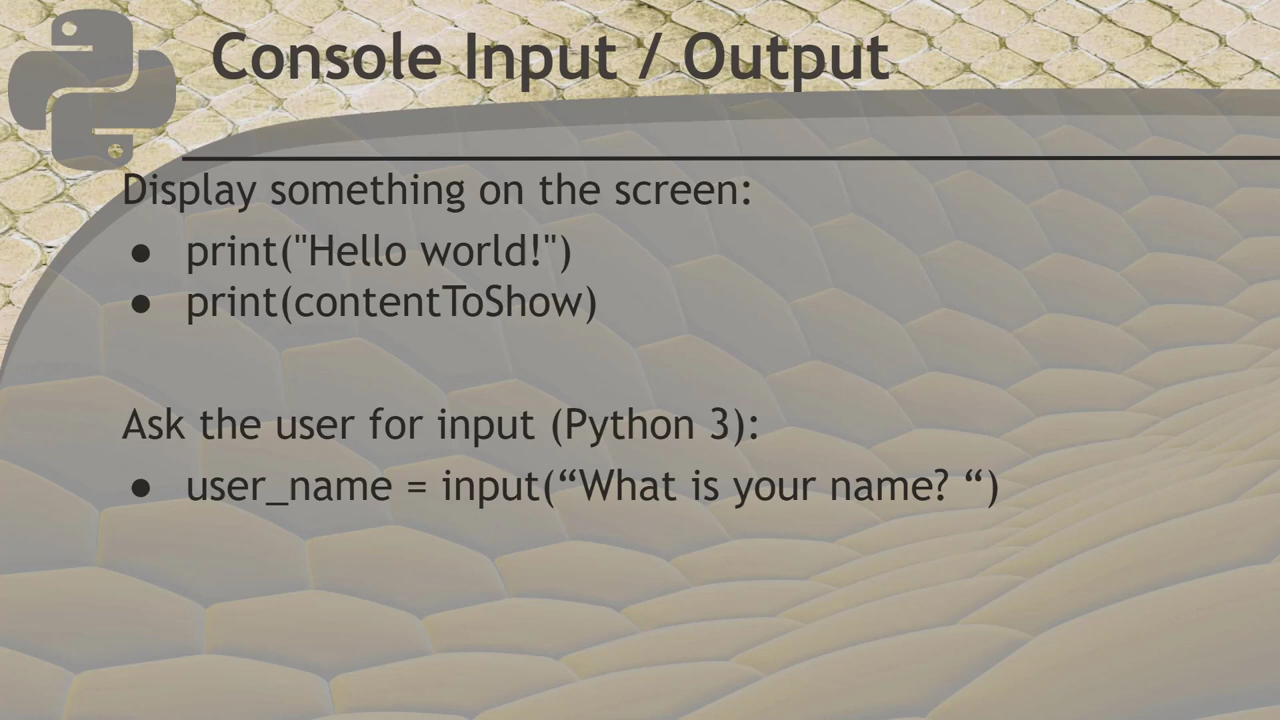 Console Input / Output
Display something on the screen:
● print("Hello world!")
● print(contentToShow)
Ask the user for input (Python 3):
● user_name = input(“What is your name? “)